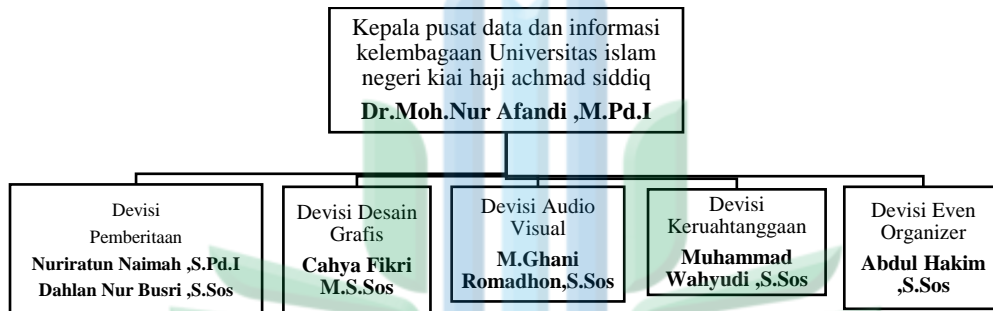 Kepala pusat data dan informasi
kelembagaan Universitas islam
negeri kiai haji achmad siddiq
Dr.Moh.Nur Afandi ,M.Pd.I
Devisi
Pemberitaan
Nuriratun Naimah ,S.Pd.I
Dahlan Nur Busri ,S.Sos
Devisi Desain
Grafis
Cahya Fikri
M.S.Sos
Devisi Audio
Visual
M.Ghani
Romadhon,S.Sos
Devisi
Keruahtanggaan
Muhammad
Wahyudi ,S.Sos
Devisi Even
Organizer
Abdul Hakim
,S.Sos